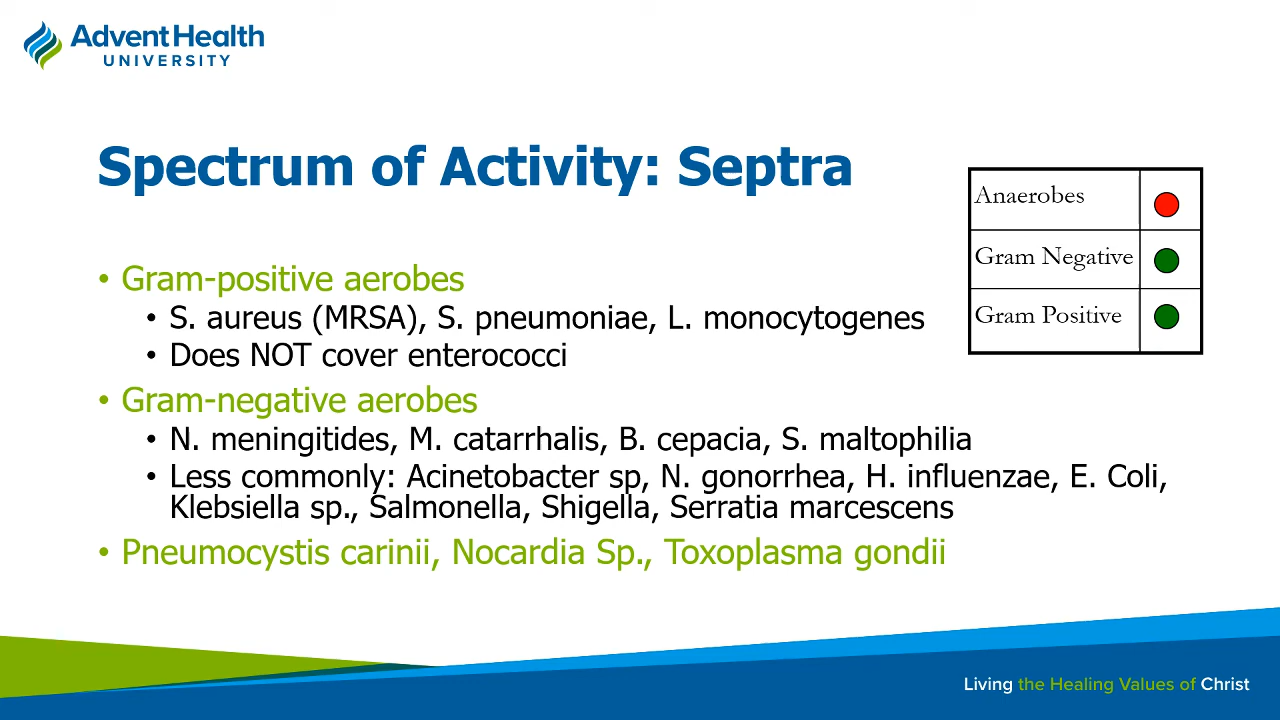 AdventHealth
UNIVERSITY
Spectrum of Activity: Septra
Anaerobes
Gram Negative
Gram Positive
• Gram-positive aerobes
• S. aureus (MRSA), S. pneumoniae, L. monocytogenes
• Does NOT cover enterococci
• Gram-negative aerobes
• N. meningitides, M. catarrhalis, B. cepacia, S. maltophilia
• Less commonly: Acinetobacter sp, N. gonorrhea, H. influenzae, E. Coli,
Klebsiella sp., Salmonella, Shigella, Serratia marcescens
• Pneumocystis carinii, Nocardia Sp., Toxoplasma gondii
Living the Healing Values of Christ